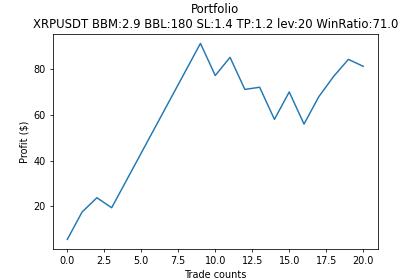 Portfolio
XRPUSDT BBM:2.9 BBL:180 SL:1.4 TP:1.2 lev:20 WinRatio:71.0
80
60
40
20
Profit ($)
0.0 2.5 5.0 7.5 10.0 12.5 15.0 17.5 20.0
Trade counts